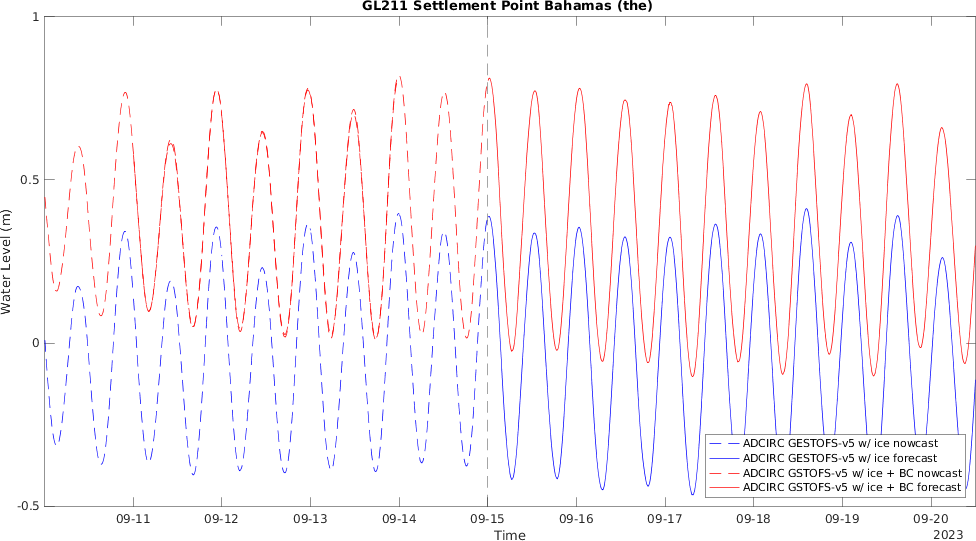 GL211 Settlement Point Bahamas (the)
1
0.5
0
-0.5
Water Level (m)
ADCIRC GESTOFS-v5 w/ ice nowcast
ADCIRC GESTOFS-v5 w/ ice forecast
ADCIRC GSTOFS-v5 w/ ice + BC nowcast
ADCIRC GSTOFS-v5 w/ ice + BC forecast
09-11 09-12 09-13 09-14 09-15 09-16 09-17 09-18 09-19 09-20
Time
2023